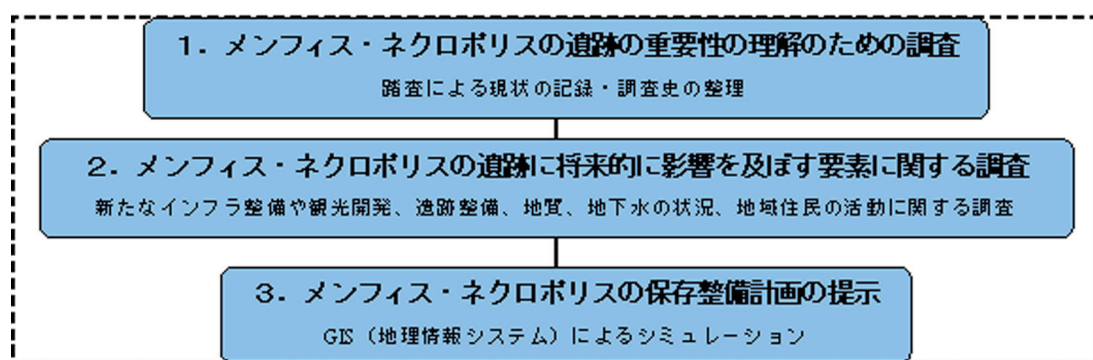 1. メンフィス・ネクロポリスの遺跡の重要性の理解のための調査
踏査による現状の記録・調査史の整理
2. メンフィス・ネクロポリスの遺跡に将来的に影響を及ぼす要素に関する調査
新たなインフラ整備や観光開発、遺跡整備、地質、地下水の状況、地域住民の活動に関する調査
3. メンフィス・ネクロポリスの保存整備計画の提示
GIS（地理情報システム）によるシミュレーション